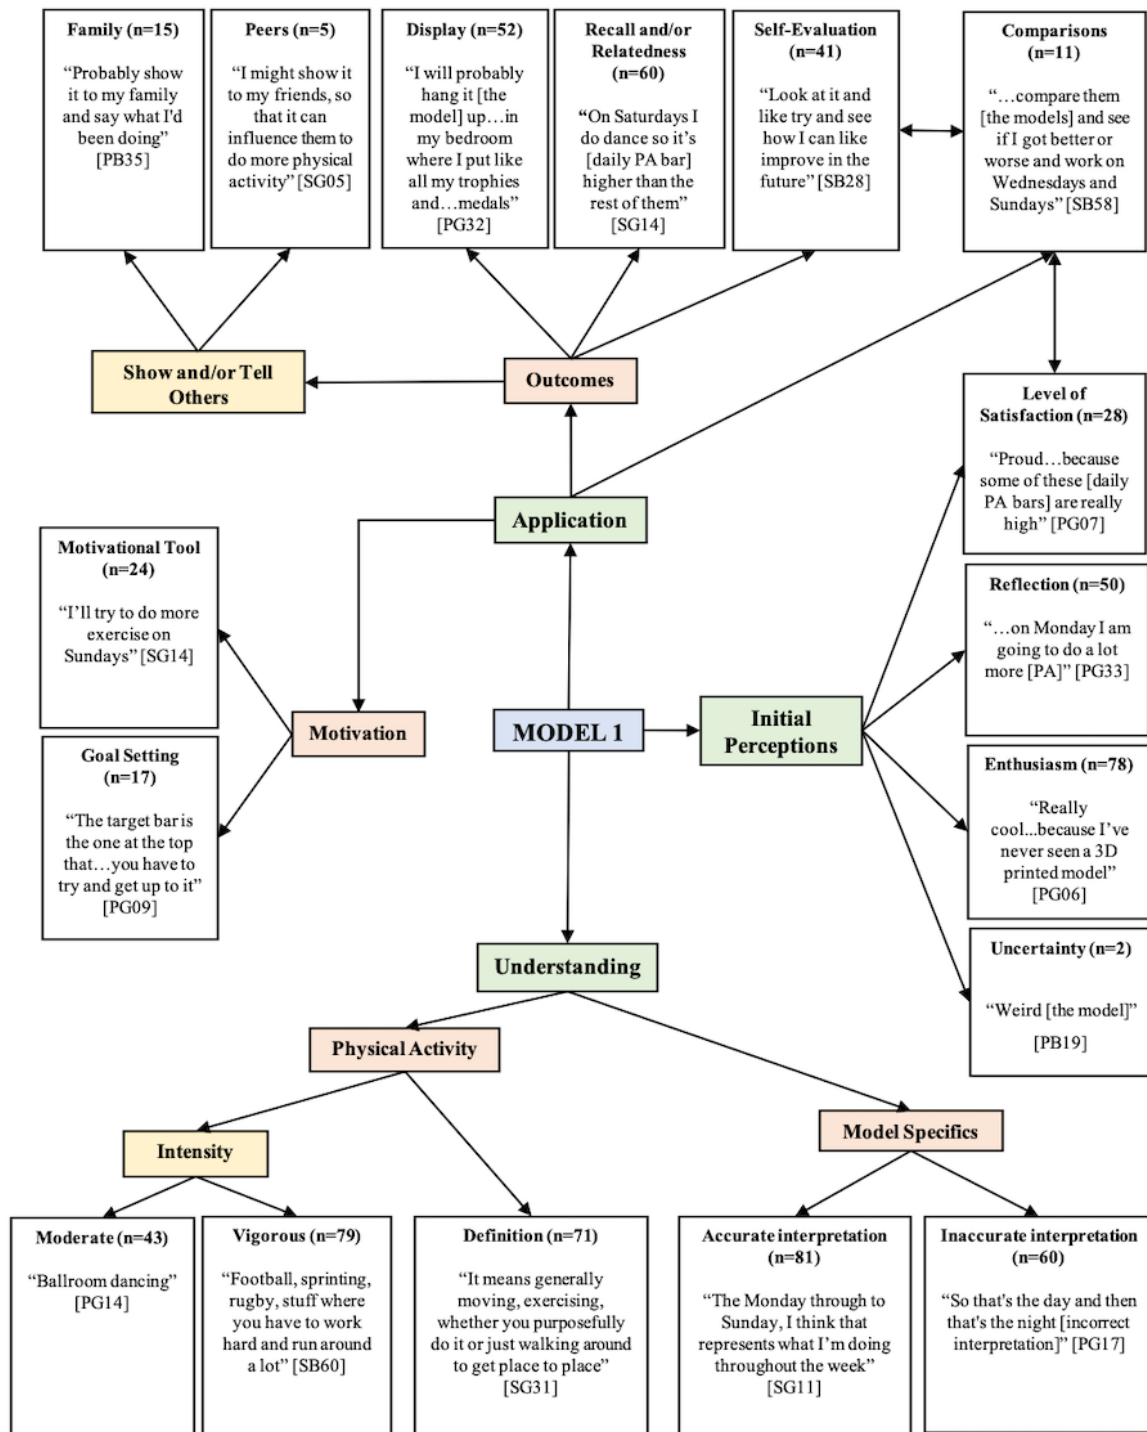 Family (n=15)
“Probably show
it to my family
and say what I'd
been doing”
[PB35]
Peers (n=5)
“I might show it
to my friends, so
that it can
influence them to
do more physical
activity” [SG05]
Display (n=52)
“I will probably
hang it [the
model] up…in
my bedroom
where I put like
all my trophies
and…medals”
[PG32]
Recall and/or
Relatedness
(n=60)
“On Saturdays I
do dance so it’s
[daily PA bar]
higher than the
rest of them”
[SG14]
Self-Evaluation
(n=41)
“Look at it and
like try and see
how I can like
improve in the
future” [SB28]
Comparisons
(n=11)
“…compare them
[the models] and see
if I got better or
worse and work on
Wednesdays and
Sundays” [SB58]
Show and/or Tell
Others
Outcomes
Level of
Satisfaction (n=28)
“Proud…because
some of these [daily
PA bars] are really
high” [PG07]
Application
Motivational Tool
(n=24)
“I’ll try to do more
exercise on
Sundays” [SG14]
Reflection (n=50)
“…on Monday I am
going to do a lot
more [PA]” [PG33]
Motivation
MODEL 1
Initial
Perceptions
Goal Setting
(n=17)
“The target bar is
the one at the top
that…you have to
try and get up to it”
[PG09]
Enthusiasm (n=78)
“Really
cool...because I’ve
never seen a 3D
printed model”
[PG06]
Uncertainty (n=2)
“Weird [the model]”
[PB19]
Understanding
Physical Activity
Model Specifics
Intensity
Moderate (n=43)
“Ballroom dancing”
[PG14]
Vigorous (n=79)
“Football, sprinting,
rugby, stuff where
you have to work
hard and run around
a lot” [SB60]
Definition (n=71)
“It means generally
moving, exercising,
whether you purposefully
do it or just walking around
to get place to place”
[SG31]
Accurate interpretation
(n=81)
“The Monday through to
Sunday, I think that
represents what I’m doing
throughout the week”
[SG11]
Inaccurate interpretation
(n=60)
“So that's the day and then
that's the night [incorrect
interpretation]” [PG17]